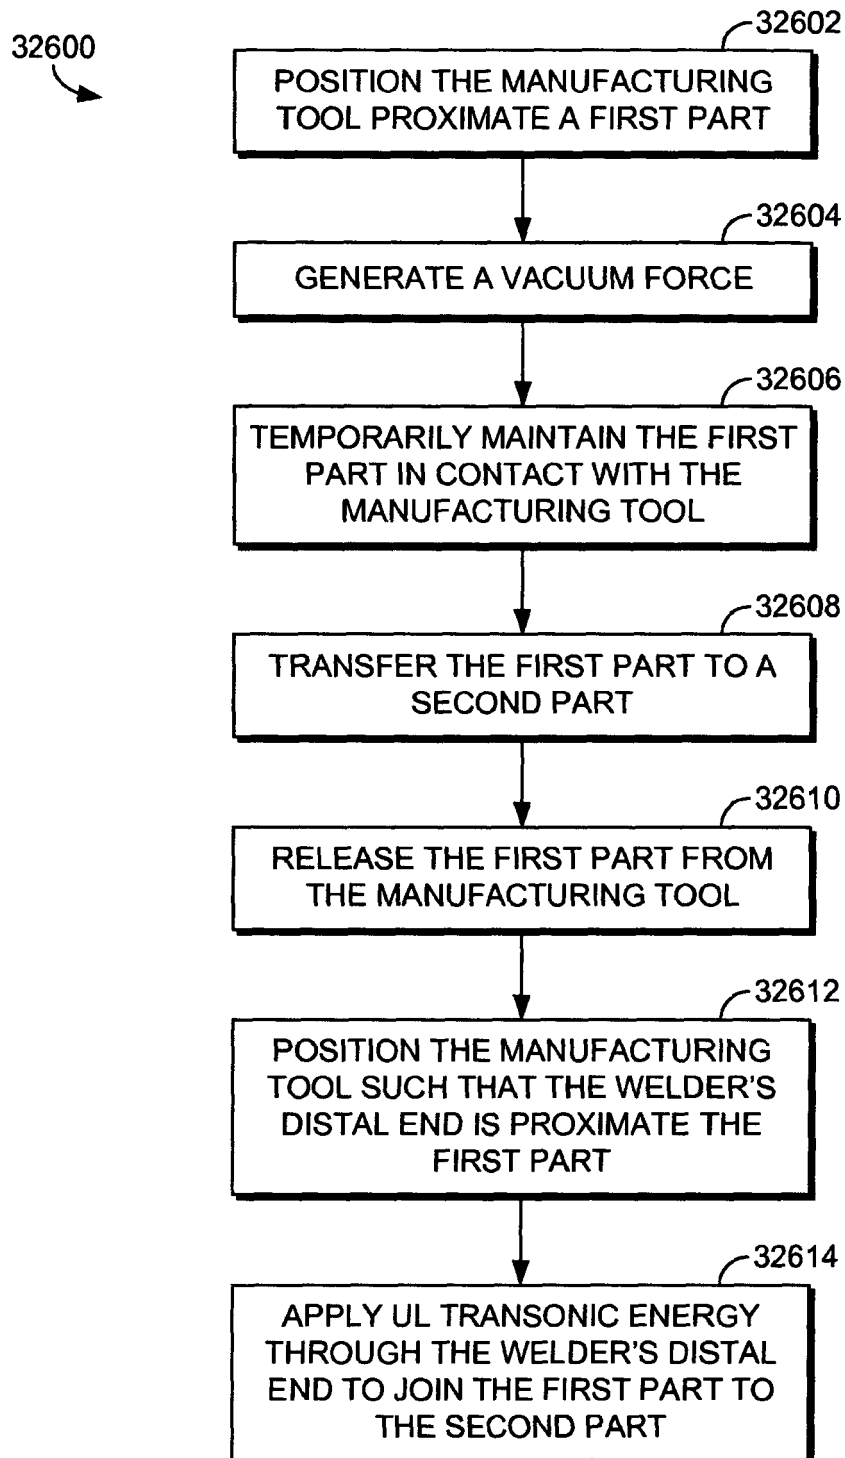 32600
32602
POSITION THE MANUFACTURING
TOOL PROXIMATE A FIRST PART
32604
GENERATE A VACUUM FORCE
32606
TEMPORARILY MAINTAIN THE FIRST
PART IN CONTACT WITH THE
MANUFACTURING TOOL
32608
TRANSFER THE FIRST PART TO A
SECOND PART
32610
RELEASE THE FIRST PART FROM
THE MANUFACTURING TOOL
32612
POSITION THE MANUFACTURING
TOOL SUCH THAT THE WELDER'S
DISTAL END IS PROXIMATE THE
FIRST PART
32614
APPLY UL TRANSONIC ENERGY
THROUGH THE WELDER'S DISTAL
END TO JOIN THE FIRST PART TO
THE SECOND PART